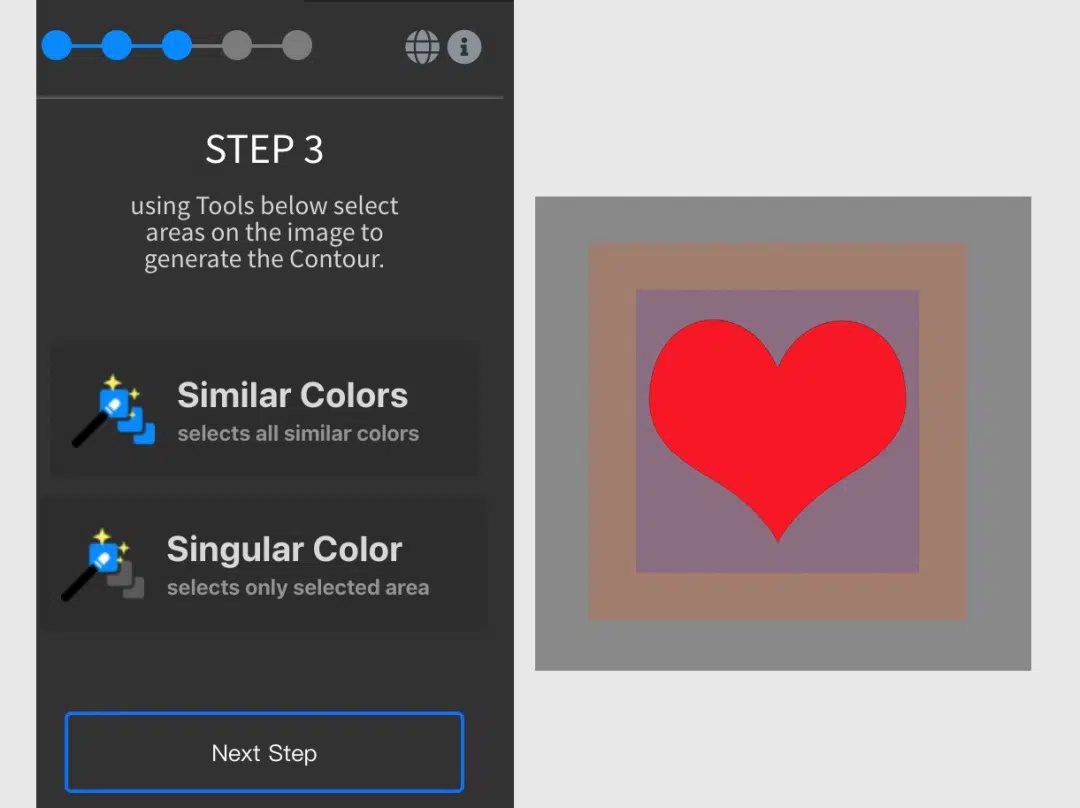 STEP 3
using Tools below select
areas on the image to
generate the Contour.
Similar Colors
selects all similar colors
Singular Color
selects only selected area
Next Step